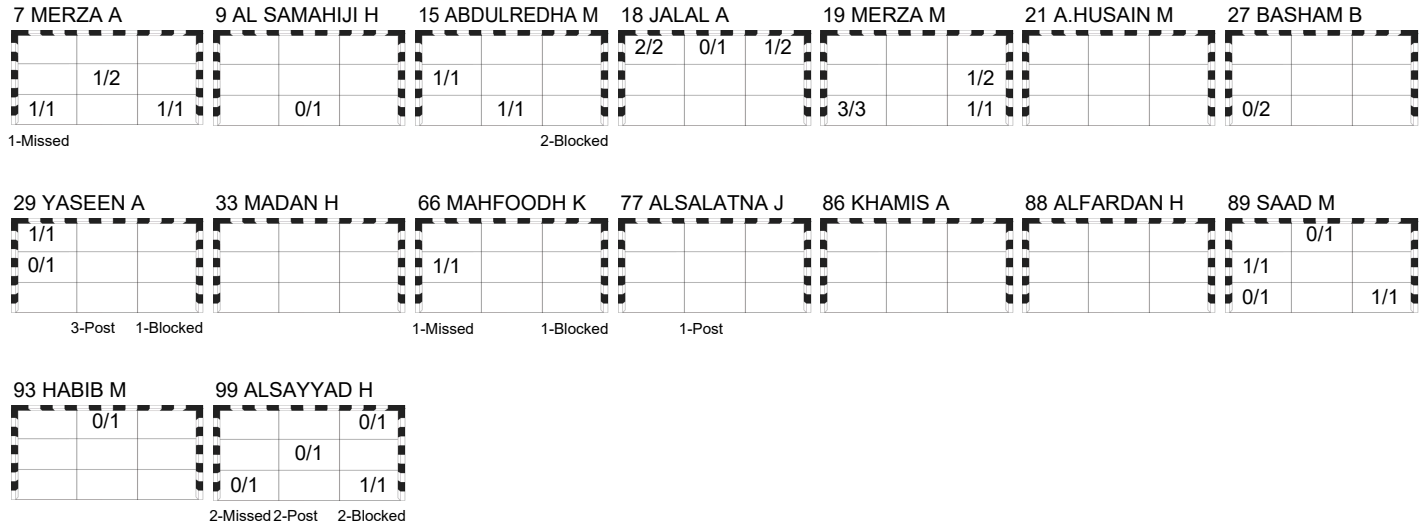 7 MERZA A 9 AL SAMAHIJI H 15 ABDULREDHA M 18 JALAL A 19 MERZA M 21 A.HUSAIN M 27 BASHAM B
2/2 0/1 1/2
1/2 1/1 1/2
1/1 1/1 0/1 1/1 3/3 1/1 0/2
1-Missed 2-Blocked
29 YASEEN A 33 MADAN H 66 MAHFOODH K 77 ALSALATNA J 86 KHAMIS A 88 ALFARDAN H 89 SAAD M
1/1 0/1
0/1 1/1 1/1
0/1 1/1
3-Post 1-Blocked 1-Missed 1-Blocked 1-Post
93 HABIB M 99 ALSAYYAD H
0/1 0/1
0/1
0/1 1/1
2-Missed 2-Post 2-Blocked